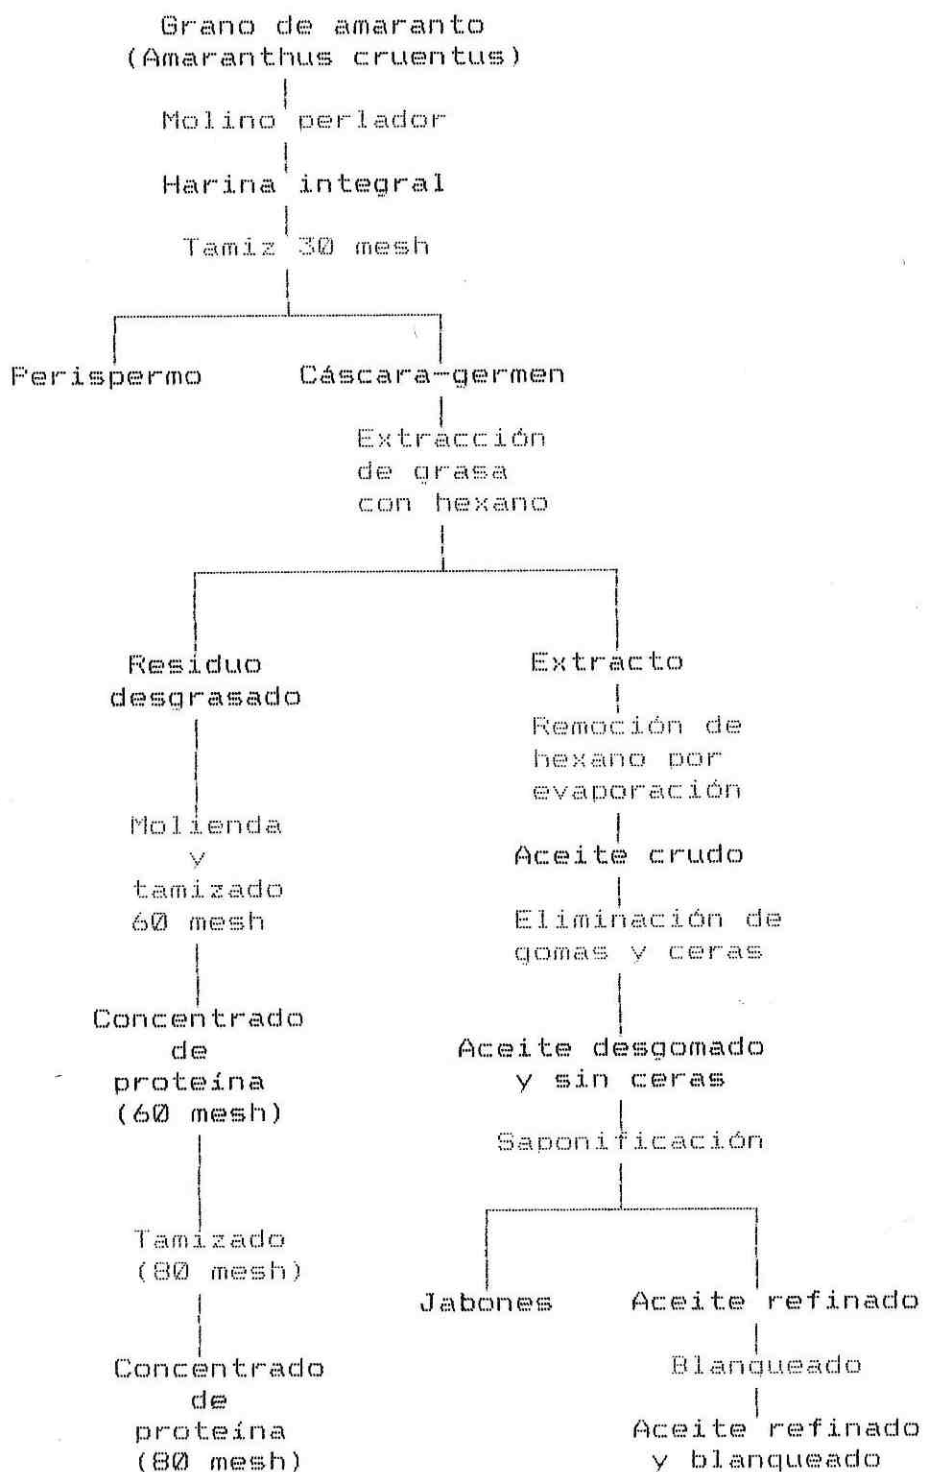 Grano de amaranto
(Amaranthus cruentus)
Molino perlador
Harina integral
Tamiz 30 mesh
Perispermo
Cáscara-germen
Extracción
de grasa
con hexano
Residuo
desgrasado
Molienda
y
tamizado
60 mesh
Concentrado
de
proteína
(60 mesh)
Tamizado
(80 mesh)
Concentrado
de
proteína
(80 mesh)
Extracto
Remoción de
hexano por
evaporación
Aceite crudo
Eliminación de
gomas y ceras
Aceite desgomado
y sin ceras
Saponificación
Jabones
Aceite refinado
Blanqueado
Aceite refinado
y blanqueado